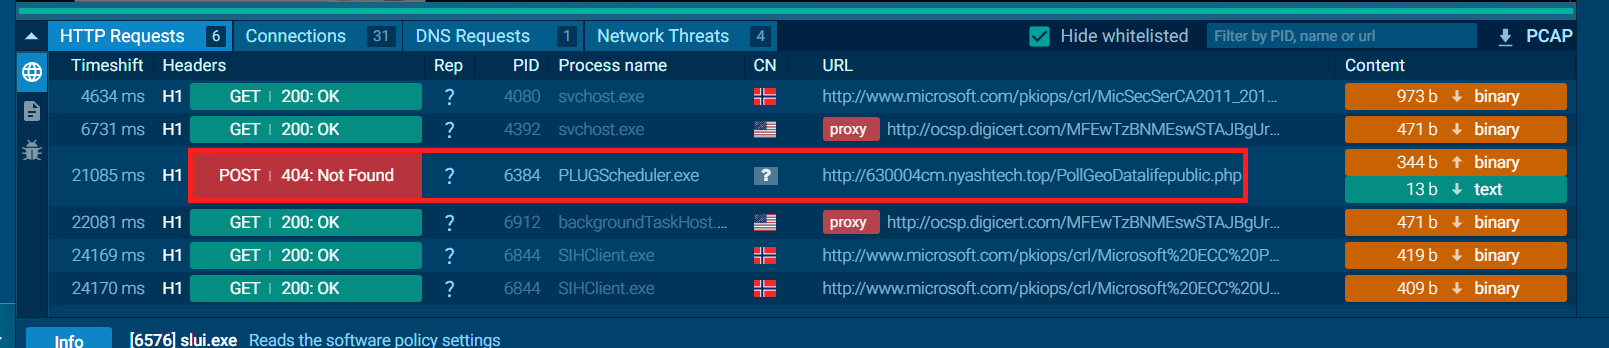 HTTP Requests 6 Connections 31 DNS Requests 1 Network Threats 4 Hide whitelisted Filter by PID, name or url PCAP
Timeshift Headers Rep PID Process name CN URL Content
4634 ms H1 GET 200: OK ? 4080 svchost.exe http://www.microsoft.com/pkiops/crl/MicSecSerCA2011_201... 973 b binary
6731 ms H1 GET 200: OK ? 4392 svchost.exe proxy http://ocsp.digicert.com/MFEwTzBNMEswSTAJBgUr... 471 b binary
21085 ms H1 POST 404: Not Found ? 6384 PLUGScheduler.exe ? http://630004cm.nyashtech.top/PollGeoDatalifepublic.php 344 b binary
13 b text
22081 ms H1 GET 200: OK ? 6912 backgroundTaskHost.... proxy http://ocsp.digicert.com/MFEwTzBNMEswSTAJBgUr... 471 b binary
24169 ms H1 GET 200: OK ? 6844 SIHClient.exe http://www.microsoft.com/pkiops/crl/Microsoft%20ECC%20P... 419 b binary
24170 ms H1 GET 200: OK ? 6844 SIHClient.exe http://www.microsoft.com/pkiops/crl/Microsoft%20ECC%20U... 409 b binary
Info [6576] slui.exe Reads the software policy settings